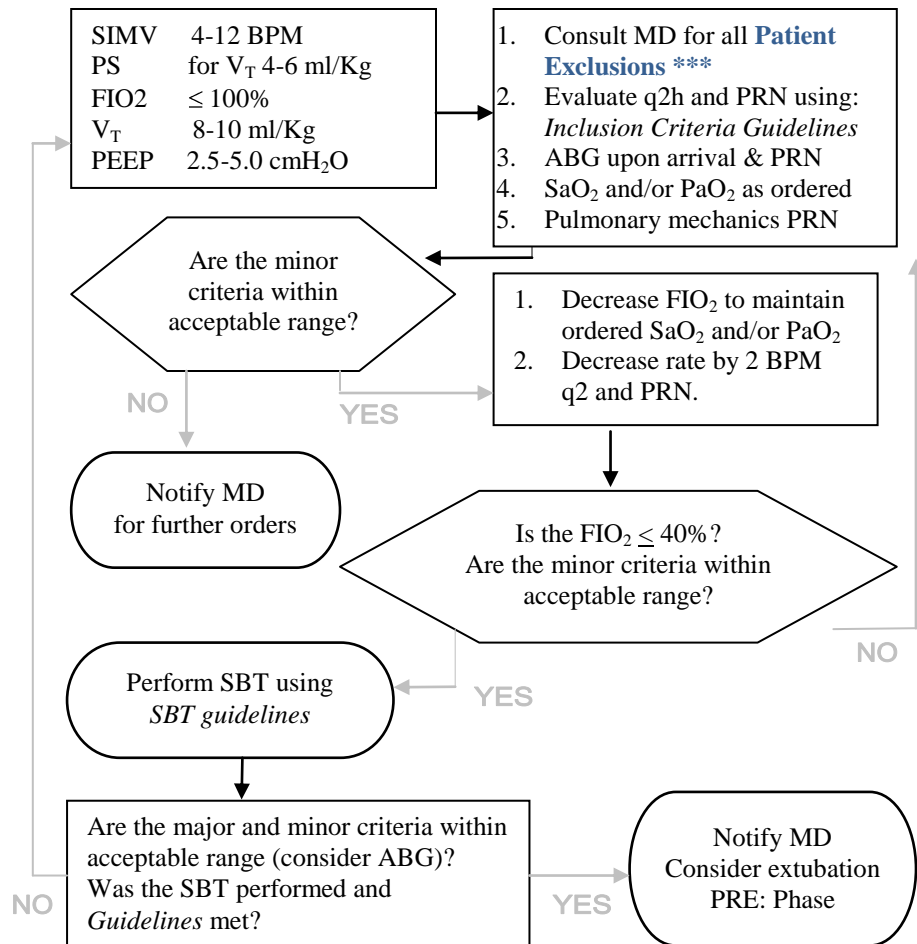 SIMV 4-12 BPM
PS for VT 4-6 ml/Kg
FIO2 ≤ 100%
VT 8-10 ml/Kg
PEEP 2.5-5.0 cmH2O
1. Consult MD for all Patient
Exclusions ***
2. Evaluate q2h and PRN using:
Inclusion Criteria Guidelines
3. ABG upon arrival & PRN
4. SaO2 and/or PaO2 as ordered
5. Pulmonary mechanics PRN
Are the minor
criteria within
acceptable range?
NO
YES
1. Decrease FIO2 to maintain
ordered SaO2 and/or PaO2
2. Decrease rate by 2 BPM
q2 and PRN.
Notify MD
for further orders
Is the FIO2 ≤ 40%?
Are the minor criteria within
acceptable range?
NO
YES
Perform SBT using
SBT guidelines
Are the major and minor criteria within
acceptable range (consider ABG)?
Was the SBT performed and
Guidelines met?
NO
YES
Notify MD
Consider extubation
PRE: Phase